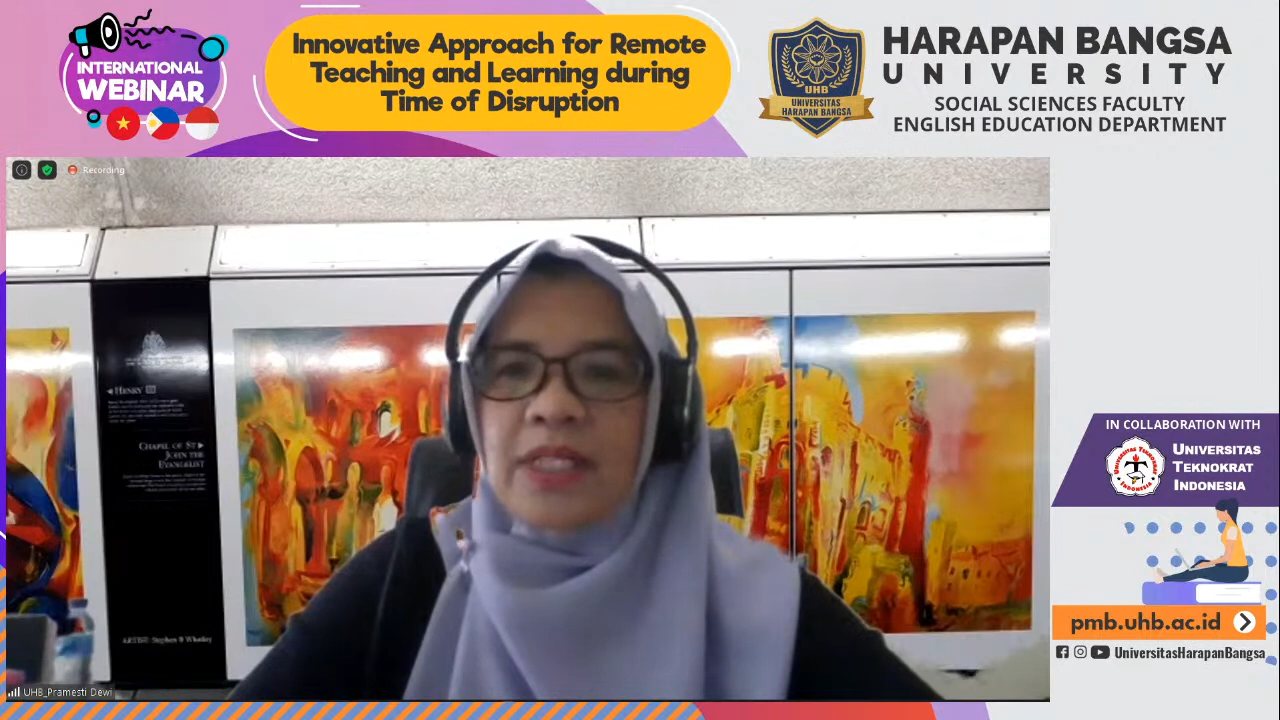 INTERNATIONAL
WEBINAR
Innovative Approach for Remote
Teaching and Learning during
Time of Disruption
UHB
UNIVERSITAS
HARAPAN BANGSA
HARAPAN BANGSA
UNIVERSITY
SOCIAL SCIENCES FACULTY
ENGLISH EDUCATION DEPARTMENT
Recording
HENRY III
CHAPEL OF ST
JOHN THE
EVANGELIST
ARTIST: Stephen B Whatley
UHB_Pramesti Dewi
IN COLLABORATION WITH
UNIVERSITAS
TEKNOKRAT
INDONESIA
pmb.uhb.ac.id
UniversitasHarapanBangsa